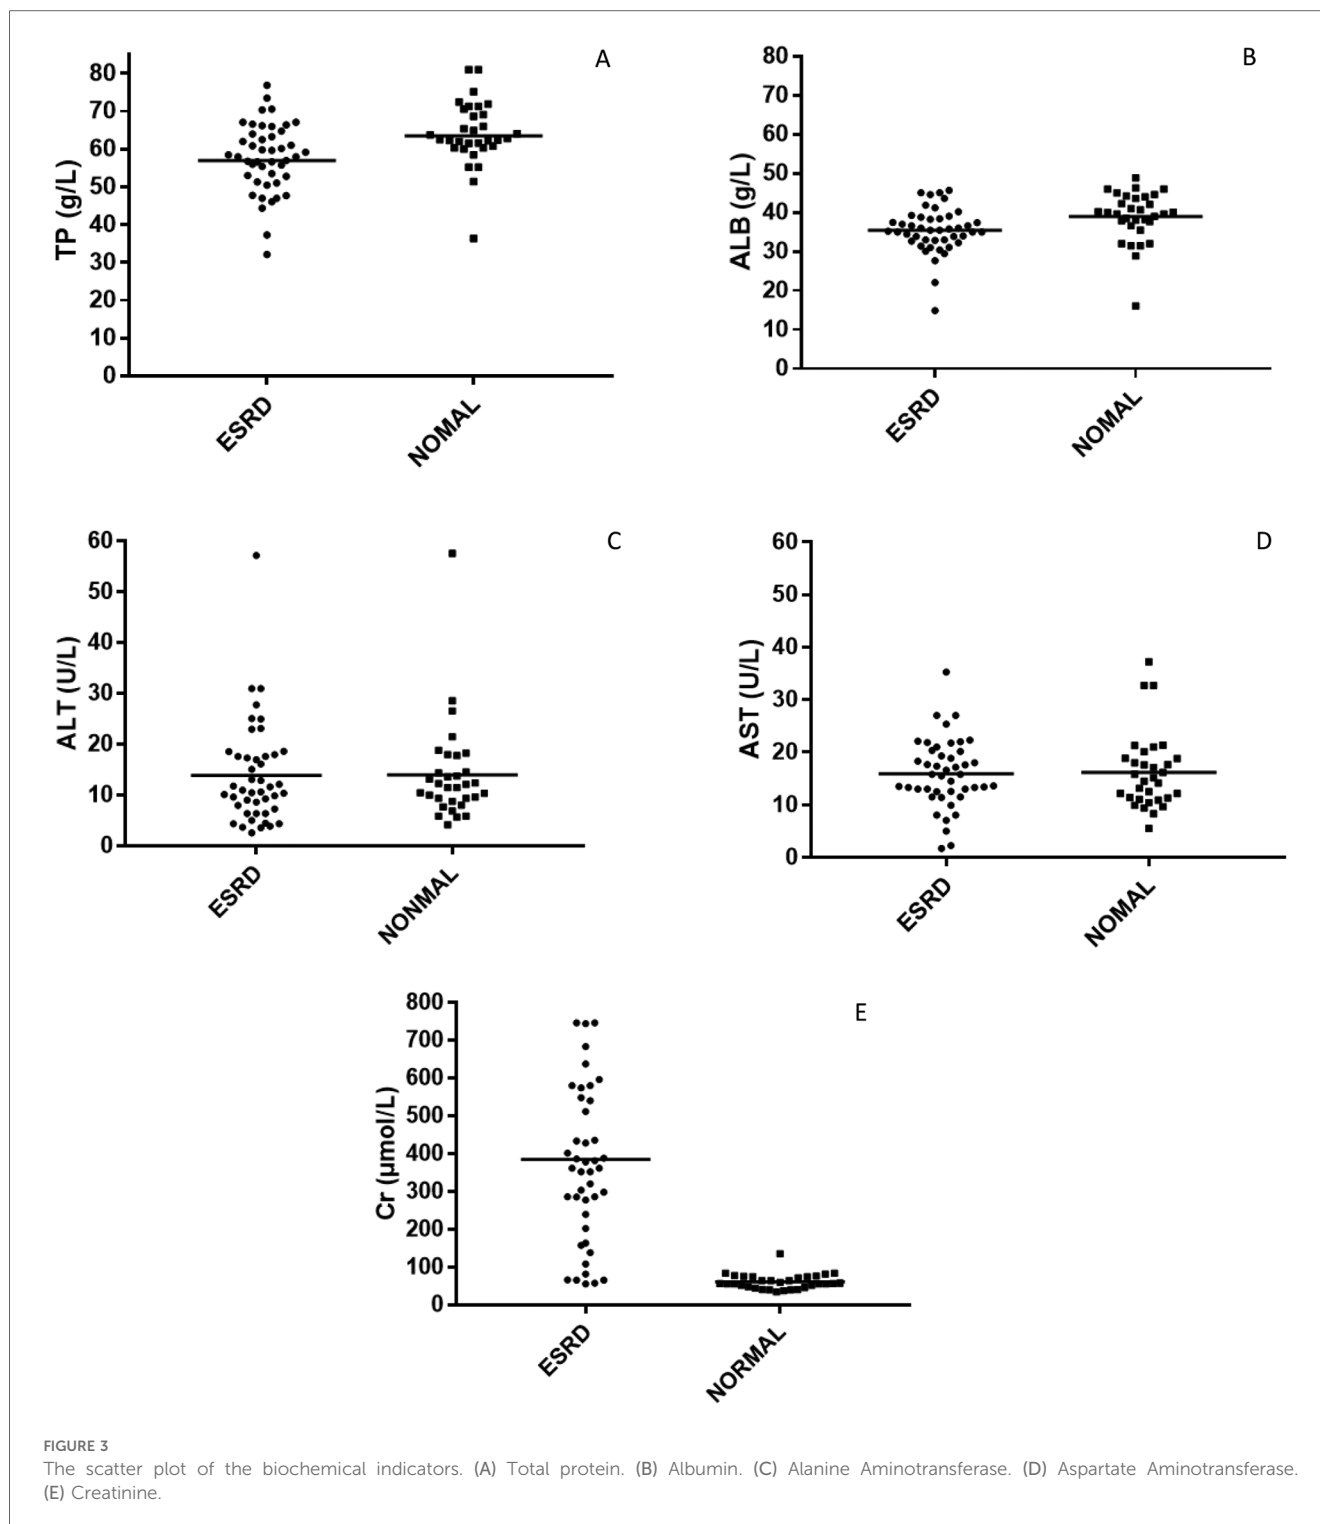 A
80
70
60
50
40
30
20
10
0
TP (g/L)
ESRD
NOMAL
B
80
70
60
50
40
30
20
10
0
ALB (g/L)
ESRD
NOMAL
C
60
50
40
30
20
10
0
ALT (U/L)
ESRD
NONMAL
D
60
50
40
30
20
10
0
AST (U/L)
ESRD
NOMAL
E
800
700
600
500
400
300
200
100
0
Cr (μmol/L)
ESRD
NORMAL
FIGURE 3
The scatter plot of the biochemical indicators. (A) Total protein. (B) Albumin. (C) Alanine Aminotransferase. (D) Aspartate Aminotransferase.
(E) Creatinine.